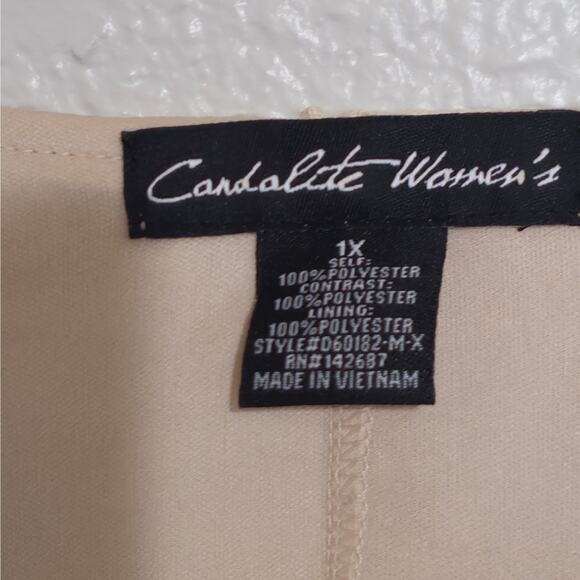 Candalite Women's
1X
SELF:
100%POLYESTER
CONTRAST:
100%POLYESTER
LINING:
100%POLYESTER
STYLE#D60182-M-X
RN#142687
MADE IN VIETNAM